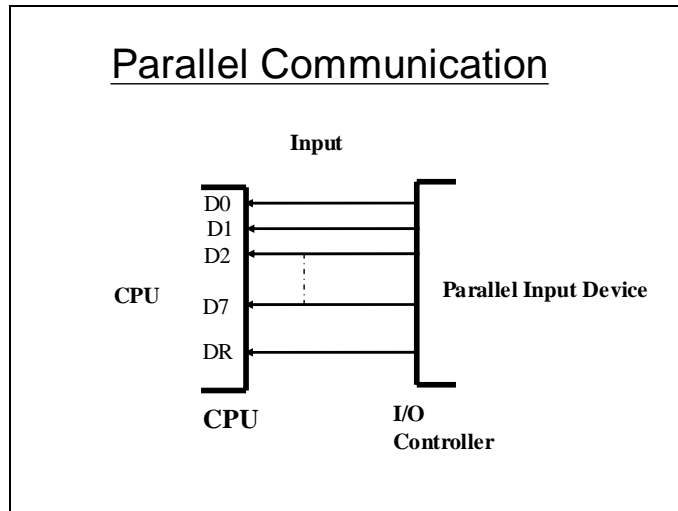 Parallel Communication
Input
D0
D1
D2
CPU
D7
Parallel Input Device
DR
CPU
I/O
Controller